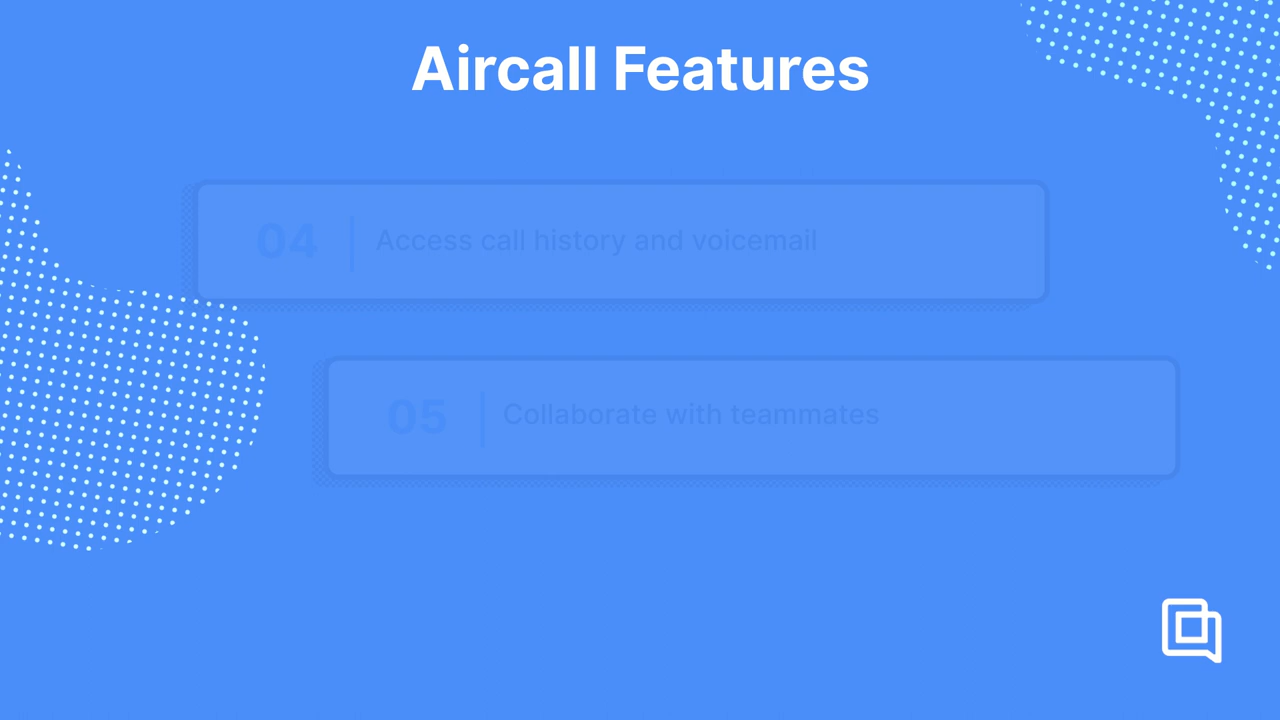 Aircall Features
04
Access call history and voicemail
05
Collaborate with teammates